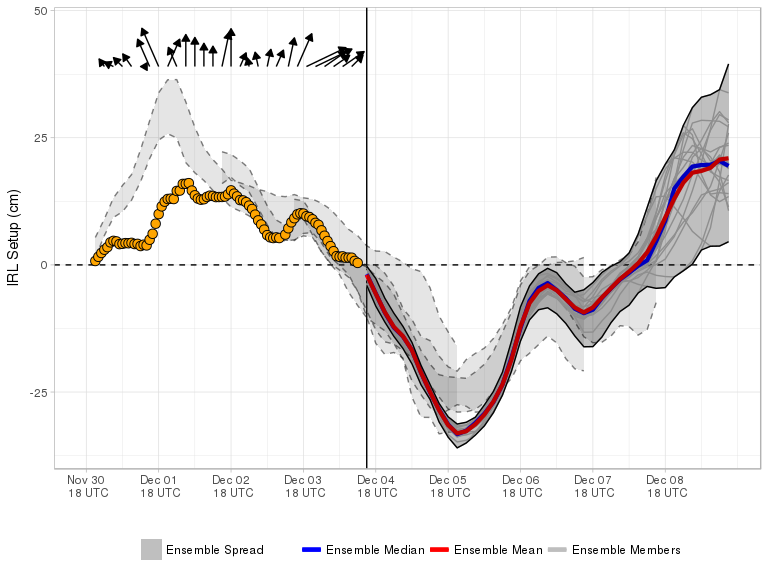 50
25
0
-25
IRL Setup (cm)
Nov 30 Dec 01 Dec 02 Dec 03 Dec 04 Dec 05 Dec 06 Dec 07 Dec 08
18 UTC 18 UTC 18 UTC 18 UTC 18 UTC 18 UTC 18 UTC 18 UTC 18 UTC
Ensemble Spread Ensemble Median Ensemble Mean Ensemble Members